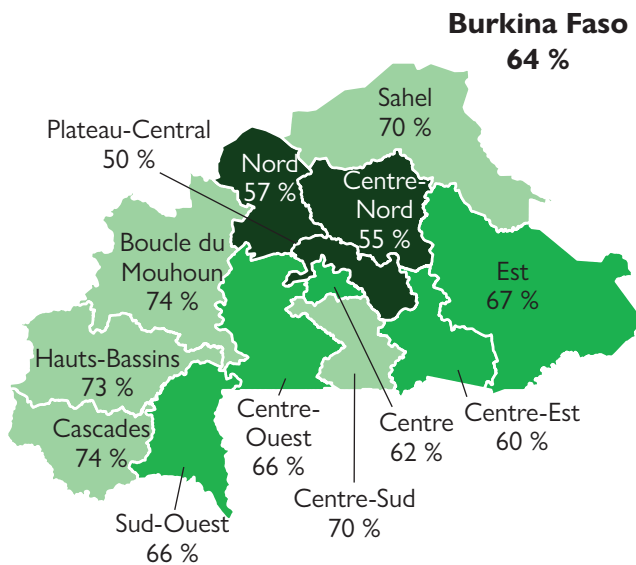 Burkina Faso
64 %
Sahel
70 %
Plateau-Central
50 %
Nord
57 %
Centre-
Nord
55 %
Boucle du
Mouhoun
74 %
Est
67 %
Hauts-Bassins
73 %
Cascades
74 %
Centre-
Ouest
66 %
Centre
62 %
Centre-Est
60 %
Centre-Sud
70 %
Sud-Ouest
66 %